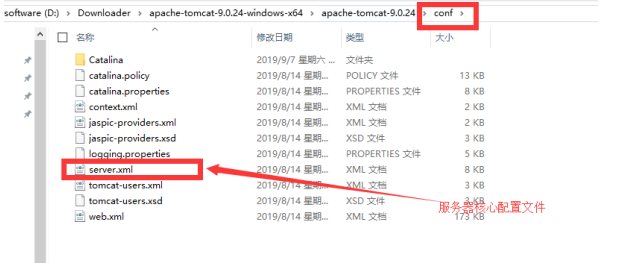 software (D:) > Downloader > apache-tomcat-9.0.24-windows-x64 > apache-tomcat-9.0.24 > conf >
名称 修改日期 类型 大小
Catalina 2019/9/7 星期六 ... 文件夹
catalina.policy 2019/8/14 星期... POLICY 文件 13 KB
catalina.properties 2019/8/14 星期... PROPERTIES 文件 8 KB
context.xml 2019/8/14 星期... XML 文档 2 KB
jaspic-providers.xml 2019/8/14 星期... XML 文档 2 KB
jaspic-providers.xsd 2019/8/14 星期... XSD 文件 3 KB
logging.properties 2019/8/14 星期... PROPERTIES 文件 5 KB
server.xml 2019/8/14 星期... XML 文档 8 KB
tomcat-users.xml 2019/8/14 星期... XML 文档 3 KB
tomcat-users.xsd 2019/8/14 星期... XSD 文件 3 KB
服务器核心配置文件
web.xml 2019/8/14 星期... XML 文档 173 KB